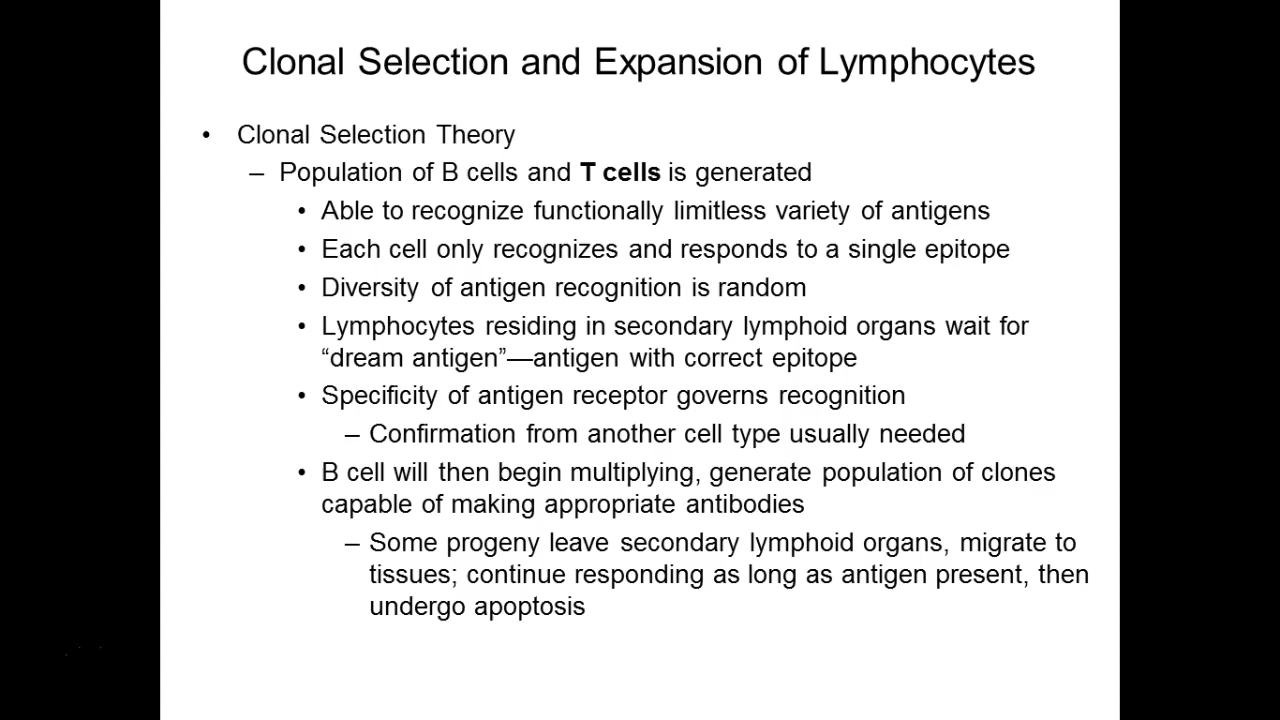 Clonal Selection and Expansion of Lymphocytes
• Clonal Selection Theory
– Population of B cells and T cells is generated
• Able to recognize functionally limitless variety of antigens
• Each cell only recognizes and responds to a single epitope
• Diversity of antigen recognition is random
• Lymphocytes residing in secondary lymphoid organs wait for
“dream antigen”—antigen with correct epitope
• Specificity of antigen receptor governs recognition
– Confirmation from another cell type usually needed
• B cell will then begin multiplying, generate population of clones
capable of making appropriate antibodies
– Some progeny leave secondary lymphoid organs, migrate to
tissues; continue responding as long as antigen present, then
undergo apoptosis